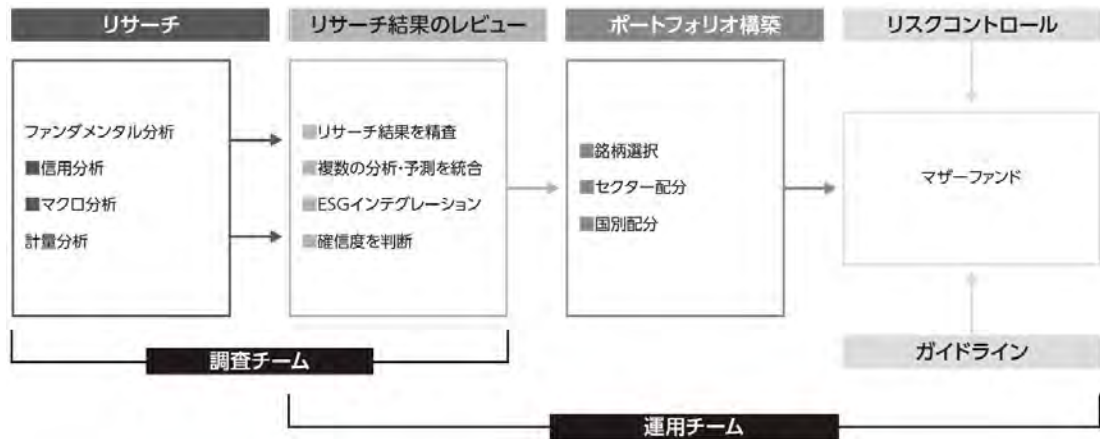 リサーチ
ファンダメンタル分析
■信用分析
■マクロ分析
計量分析
リサーチ結果のレビュー
■リサーチ結果を精査
■複数の分析・予測を統合
■ESGインテグレーション
■確信度を判断
ポートフォリオ構築
■銘柄選択
■セクター配分
■国別配分
リスクコントロール
マザーファンド
ガイドライン
調査チーム
運用チーム